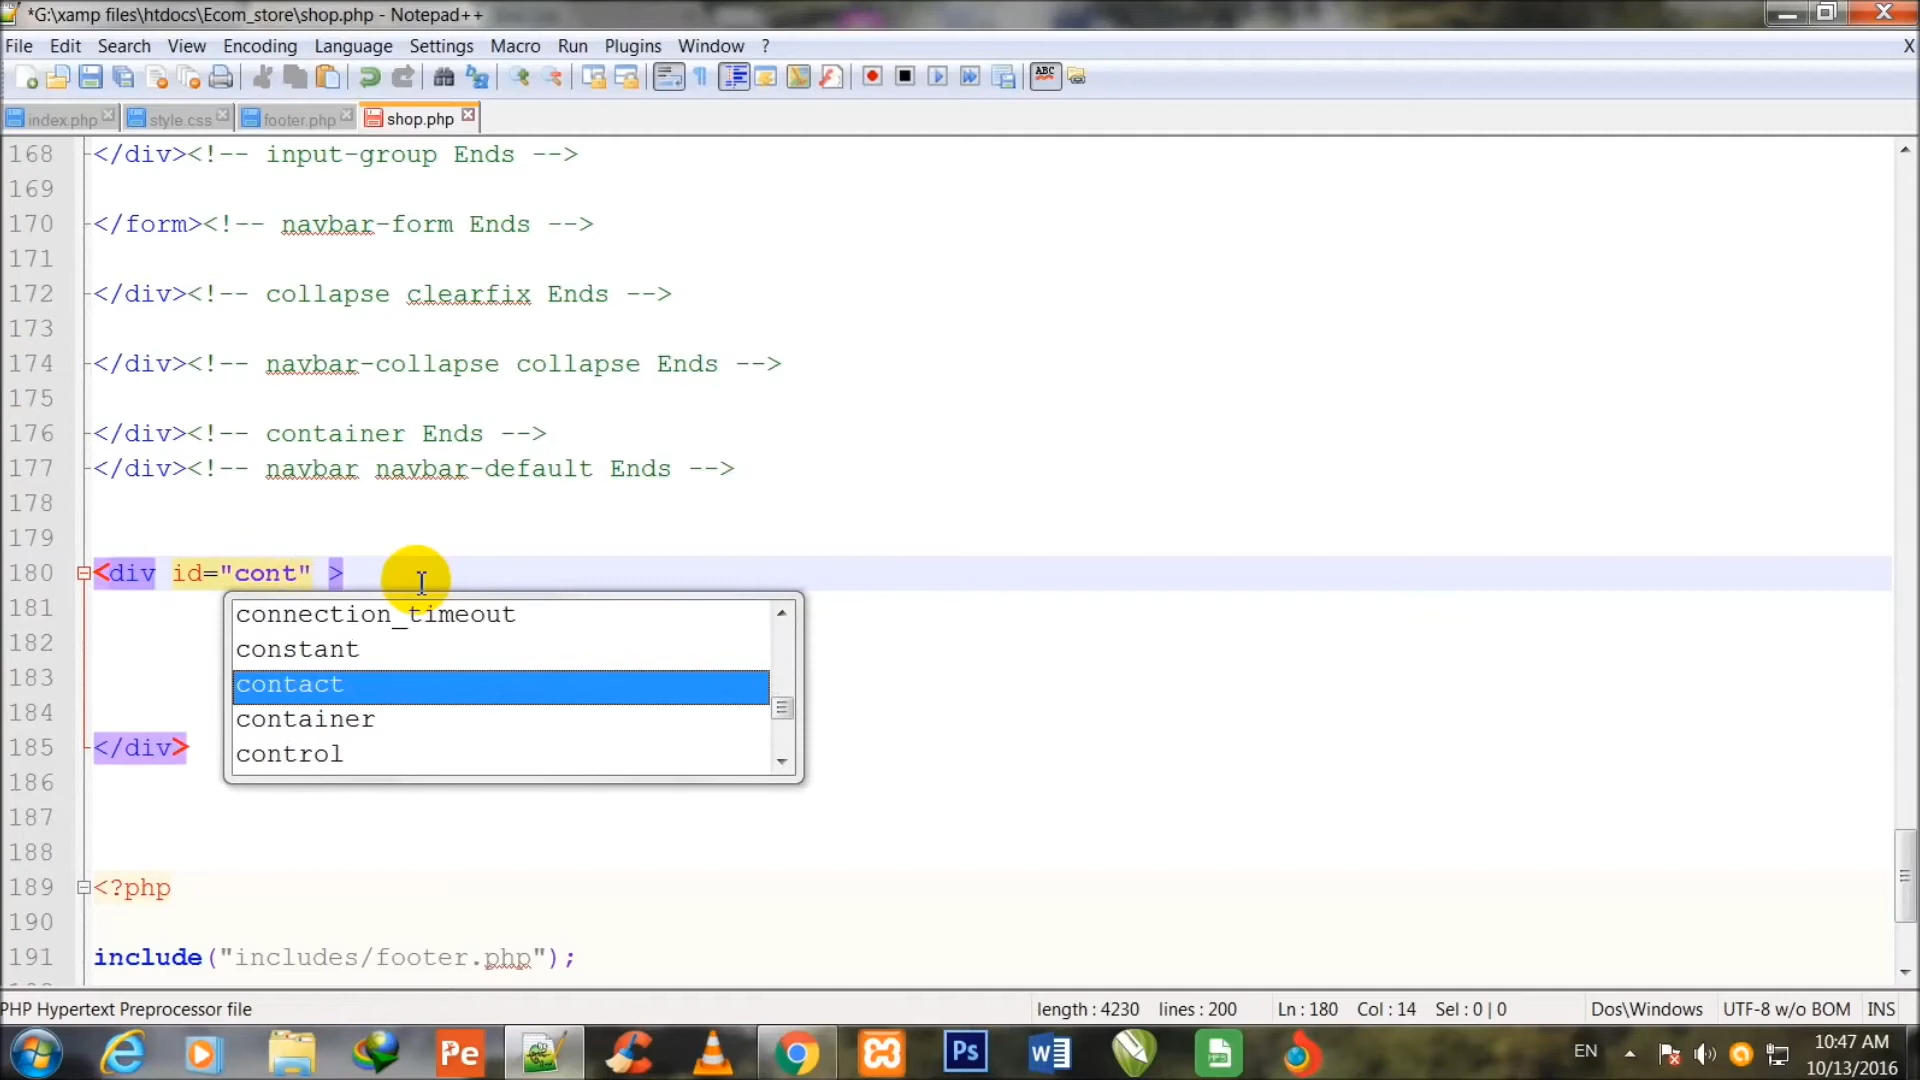 *G:\xamp files\htdocs\Ecom_store\shop.php - Notepad++
File Edit Search View Encoding Language Settings Macro Run Plugins Window ? X
ABC
index.php style.css footer.php shop.php
168 </div><!-- input-group Ends -->
169
170 </form><!-- navbar-form Ends -->
171
172 </div><!-- collapse clearfix Ends -->
173
174 </div><!-- navbar-collapse collapse Ends -->
175
176 </div><!-- container Ends -->
177 </div><!-- navbar navbar-default Ends -->
178
179
180 <div id="cont" >
181 connection_timeout
182 constant
183 contact
184 container
185 </div> control
186
187
188
189 <?php
190
191 include("includes/footer.php");
PHP Hypertext Preprocessor file length : 4230 lines : 200 Ln : 180 Col : 14 Sel : 0 | 0 Dos\Windows UTF-8 w/o BOM INS
Pe Ps W EN 10:47 AM
10/13/2016